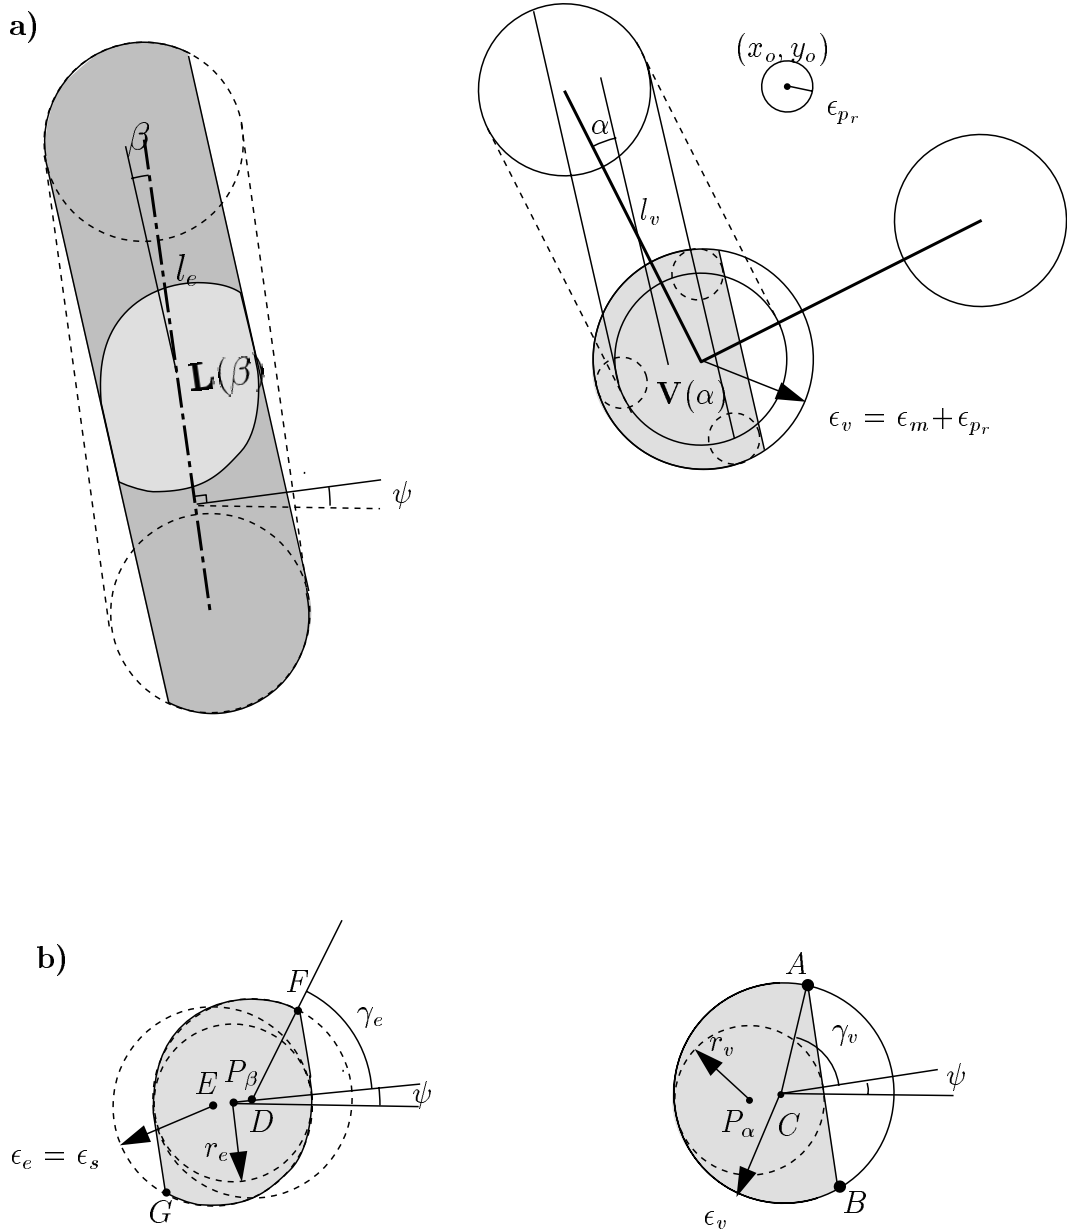 a)
β
l_e
L(β)
ψ
α
l_v
(x_o, y_o)
ϵ_{p_r}
V(α)
ϵ_v = ϵ_m + ϵ_{p_r}
b)
F
γ_e
E
P_β
D
ψ
r_e
ϵ_e = ϵ_s
G
A
γ_v
r_v
ψ
P_α
C
B
ϵ_v